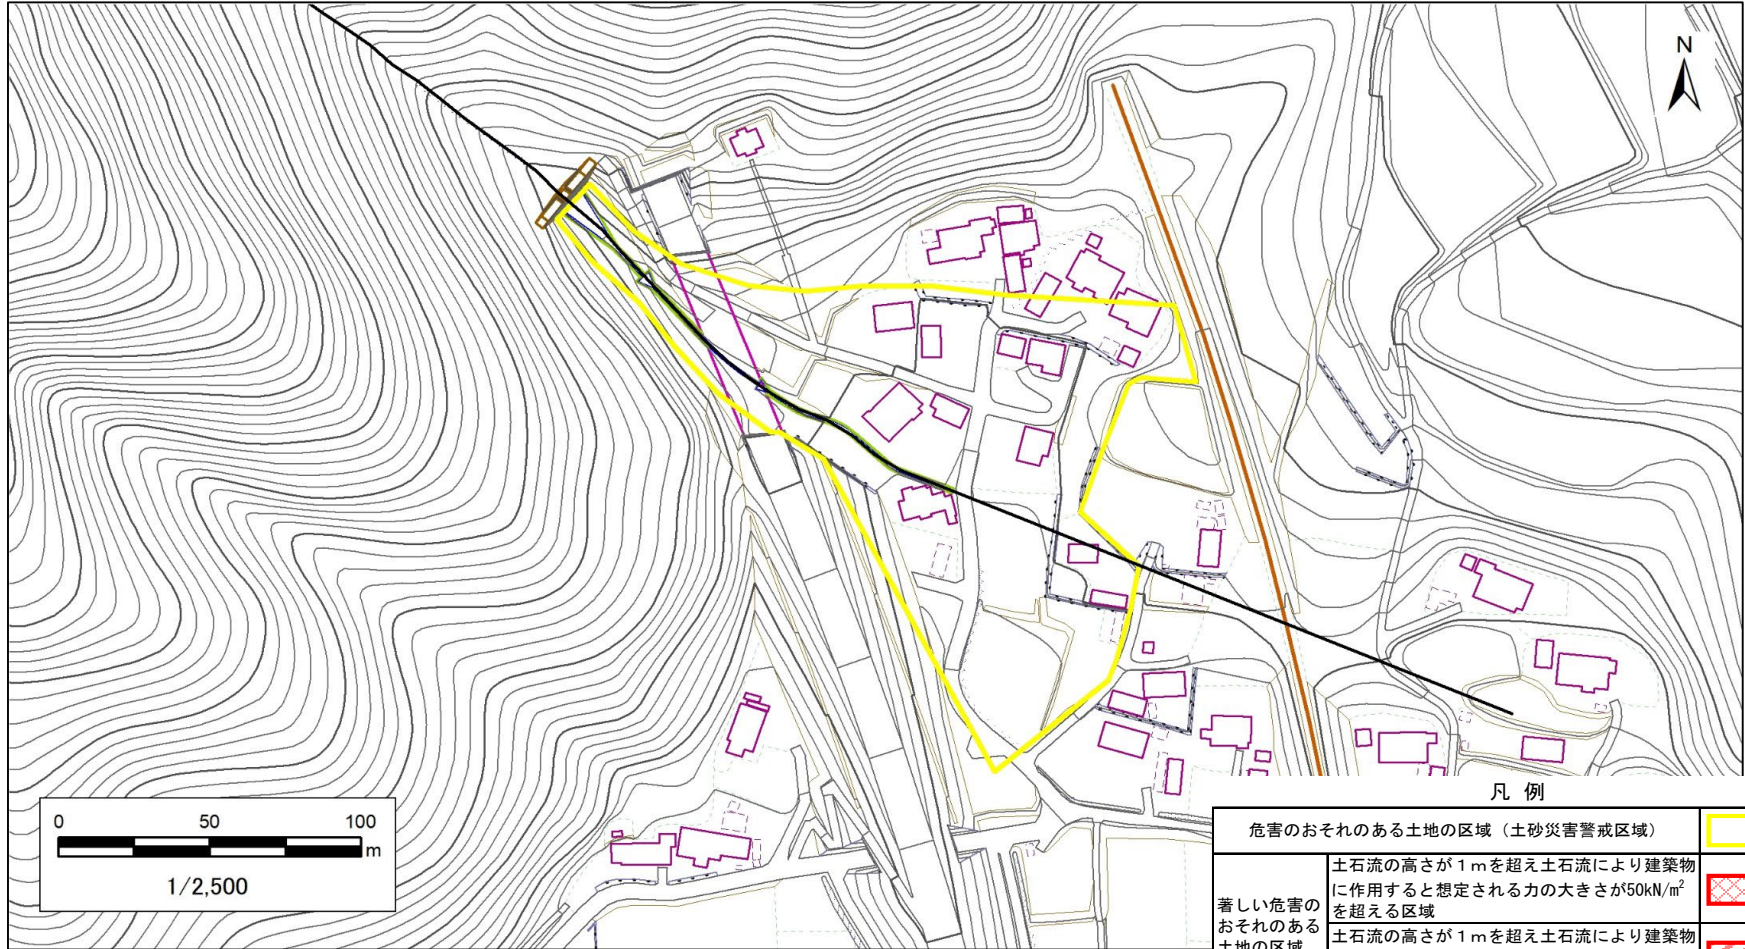 N
0 50 100
m
1/2,500
凡 例
危害のおそれのある土地の区域（土砂災害警戒区域）
著しい危害の
おそれのある
土地の区域
土石流の高さが１ｍを超え土石流により建築物
に作用すると想定される力の大きさが50kN/m²
を超える区域
土石流の高さが１ｍを超え土石流により建築物